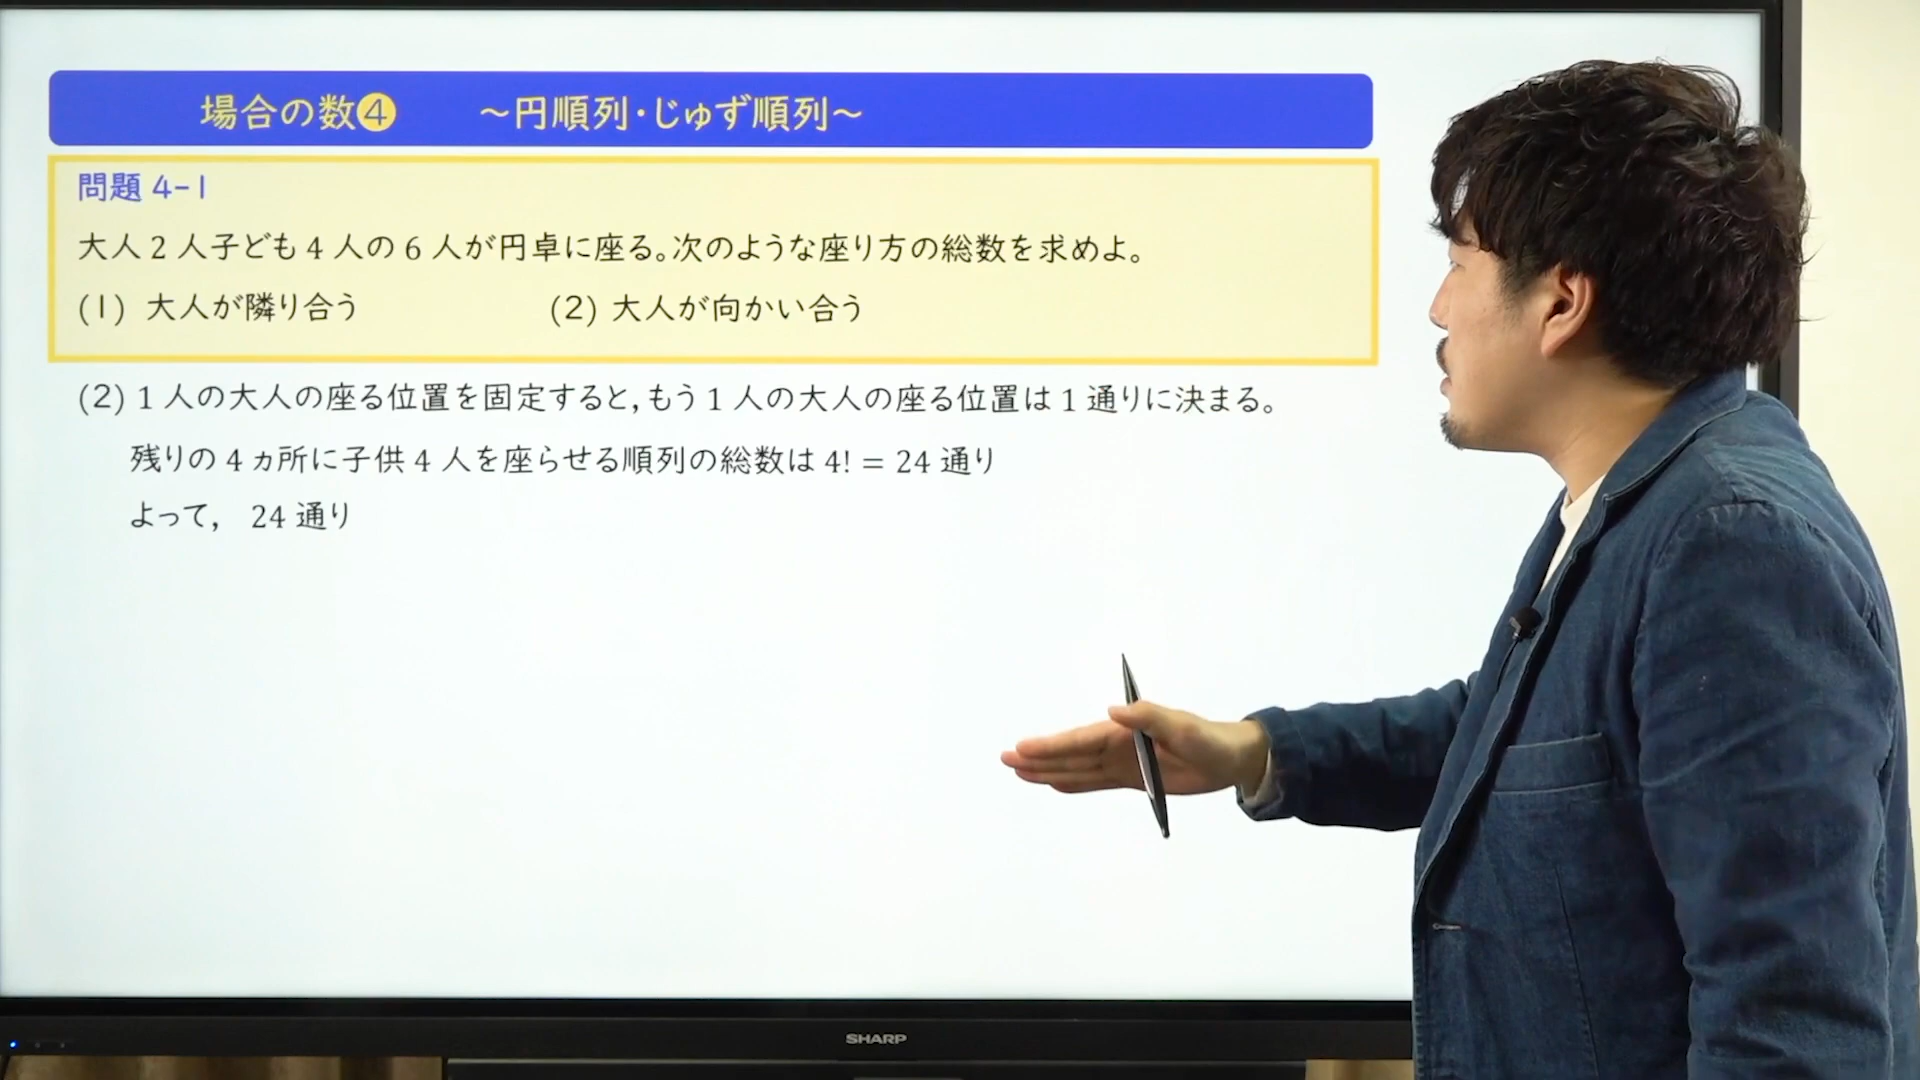 場合の数❹ ～円順列・じゅず順列～
問題 4-1
大人 2 人子ども 4 人の 6 人が円卓に座る。次のような座り方の総数を求めよ。
(1) 大人が隣り合う (2) 大人が向かい合う
(2) 1 人の大人の座る位置を固定すると,もう 1 人の大人の座る位置は 1 通りに決まる。
残りの 4 ヵ所に子供 4 人を座らせる順列の総数は 4! = 24 通り
よって, 24 通り
SHARP